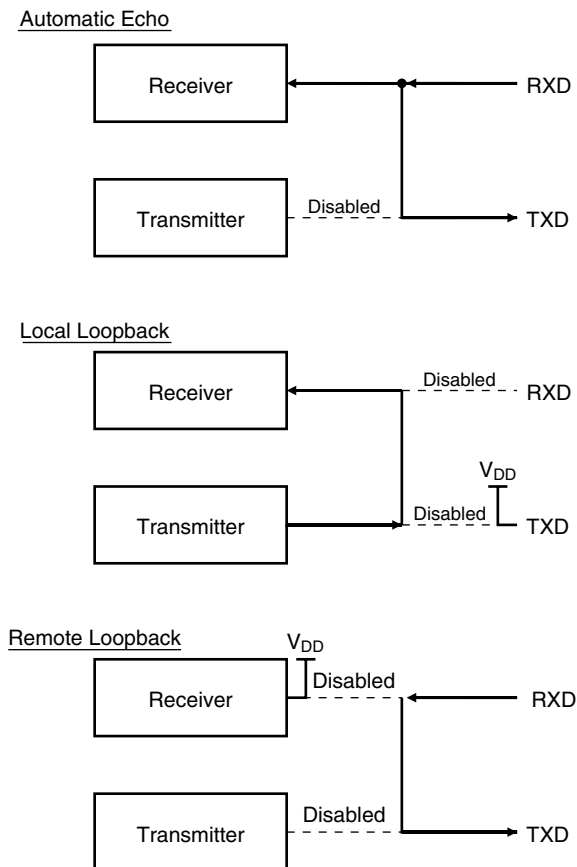 Automatic Echo
Receiver
RXD
Transmitter
Disabled
TXD
Local Loopback
Receiver
Disabled
RXD
VDD
Transmitter
Disabled
TXD
Remote Loopback
VDD
Receiver
Disabled
RXD
Transmitter
Disabled
TXD